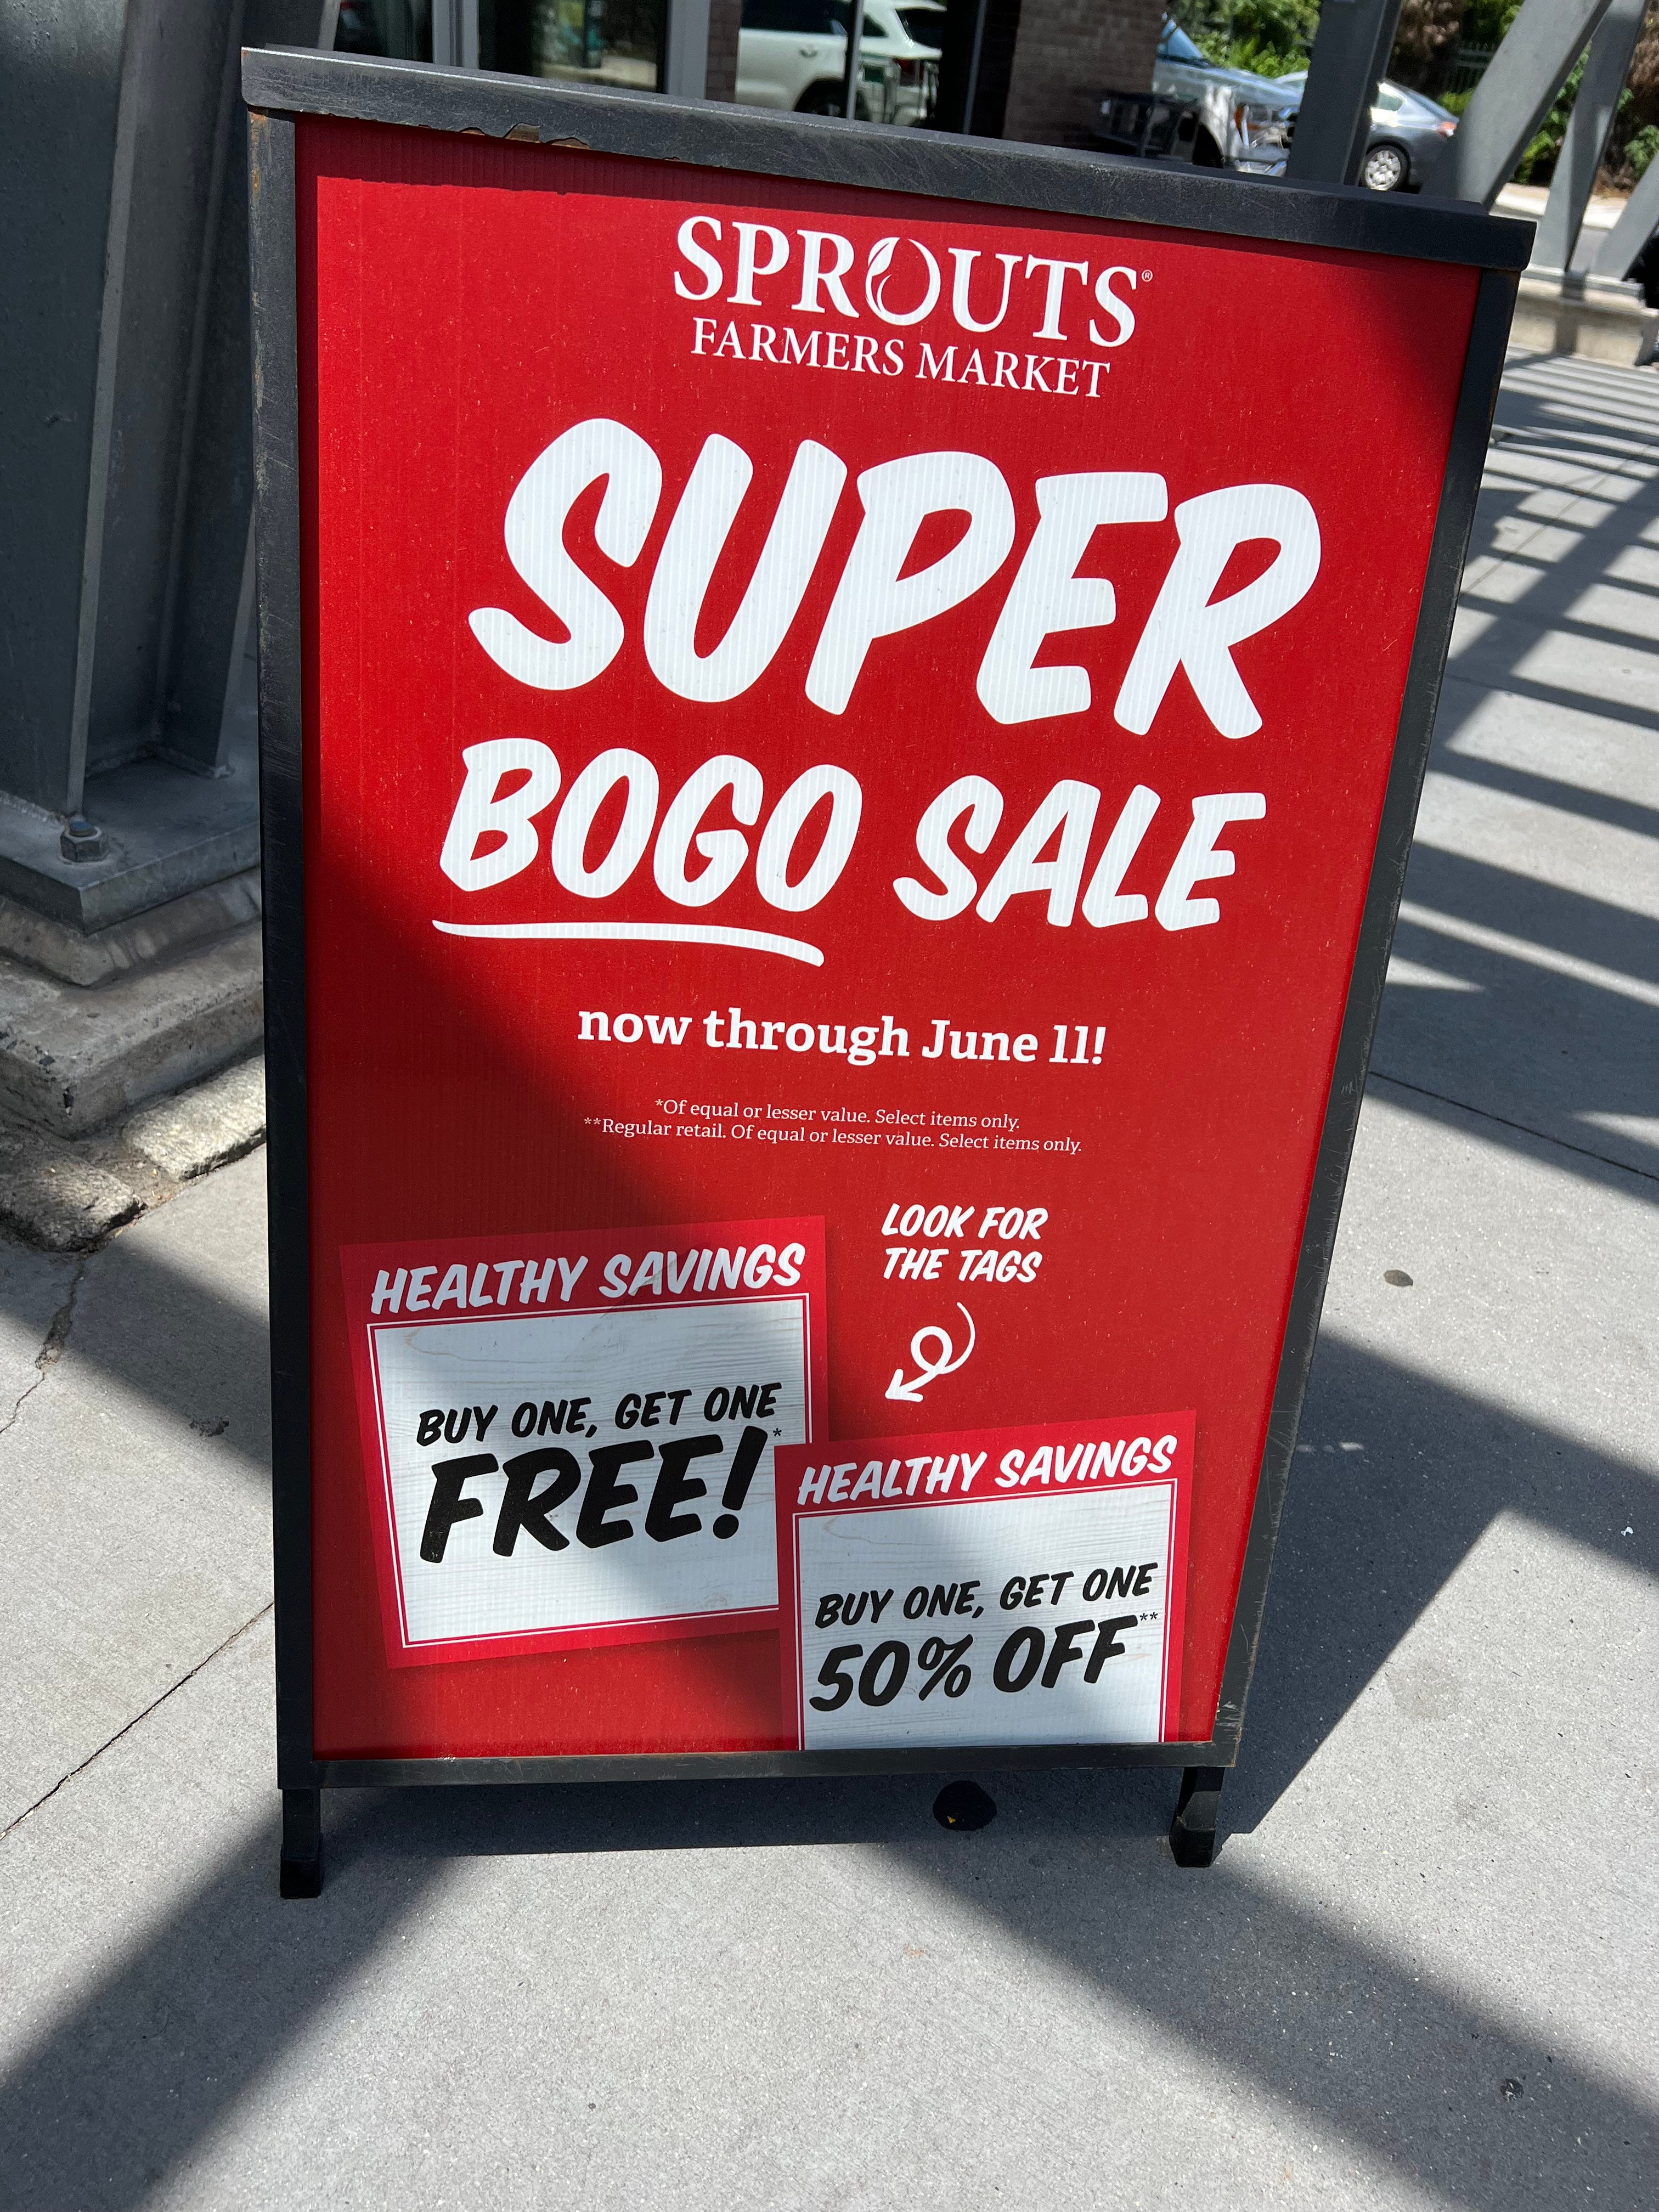 SPROUTS®
FARMERS MARKET
SUPER
BOGO SALE
now through June 11!
*Of equal or lesser value. Select items only.
**Regular retail. Of equal or lesser value. Select items only.
LOOK FOR
THE TAGS
HEALTHY SAVINGS
BUY ONE, GET ONE
FREE!*
HEALTHY SAVINGS
BUY ONE, GET ONE
50% OFF**